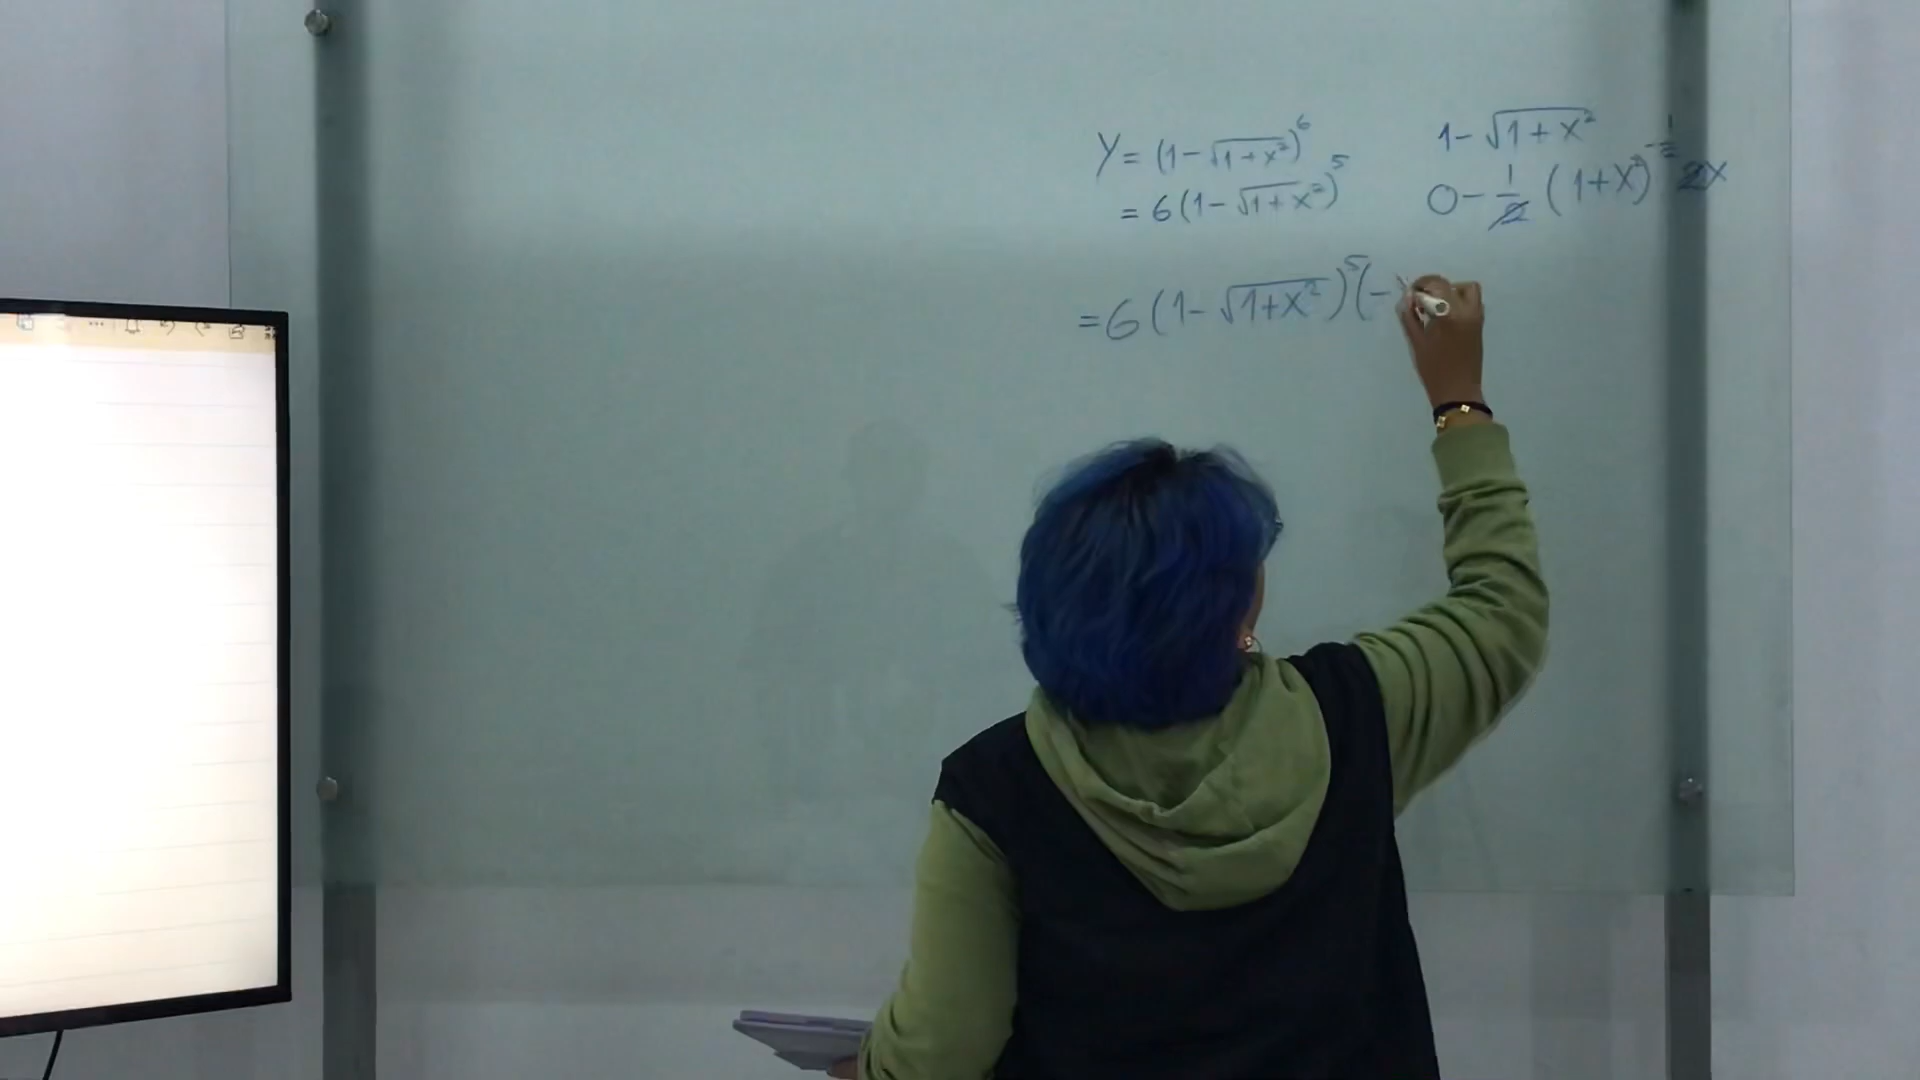 Y = (1 - √1 + x²)⁶
= 6 (1 - √1 + x²)⁵
1 - √1 + x²
0 - 1/2 (1 + x²)^-1/2 2x
= 6 (1 - √1 + x²)⁵ (-